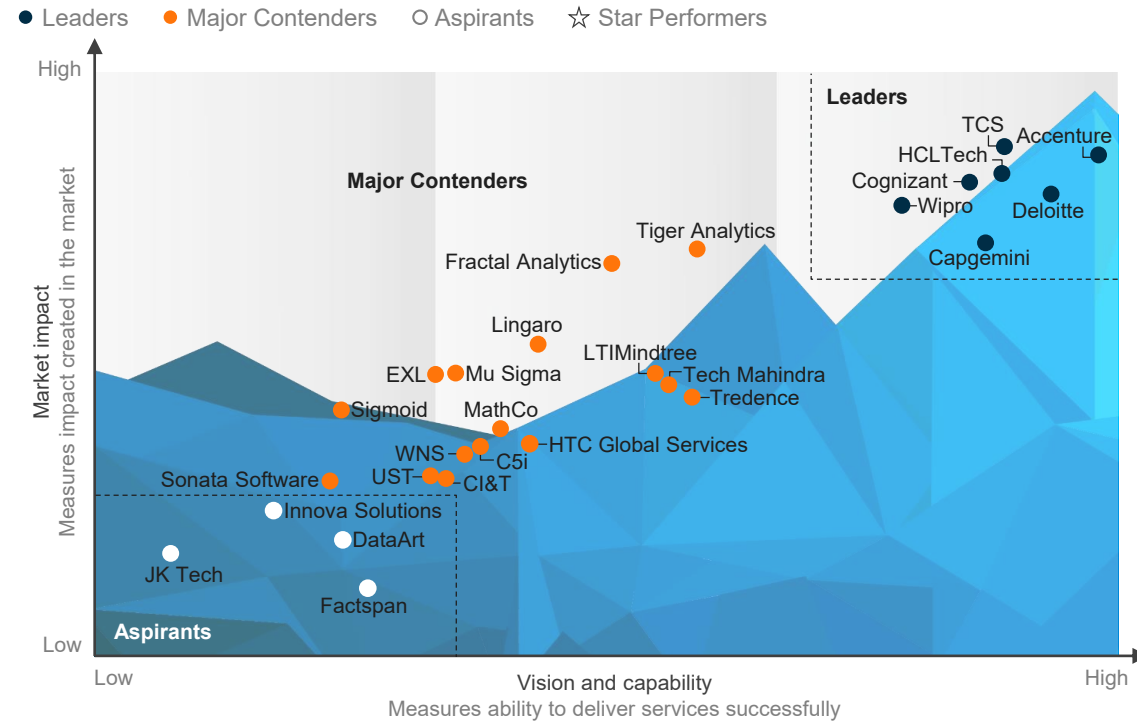 Leaders
Major Contenders
Aspirants
Star Performers
High
Market impact
Measures impact created in the market
Leaders
TCS
Accenture
HCLTech
Cognizant
Wipro
Deloitte
Capgemini
Major Contenders
Tiger Analytics
Fractal Analytics
Lingaro
LTIMindtree
EXL
Mu Sigma
Tech Mahindra
Tredence
Sigmoid
MathCo
HTC Global Services
WNS
C5i
UST
CI&T
Sonata Software
Innova Solutions
DataArt
JK Tech
Factspan
Aspirants
Low
Low
Vision and capability
High
Measures ability to deliver services successfully